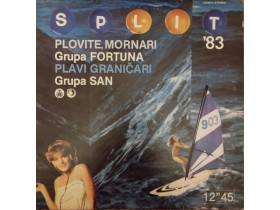 SPLIT
'83
PLOVITE, MORNARI
Grupa FORTUNA
PLAVI GRANIČARI
Grupa SAN
903
12"45